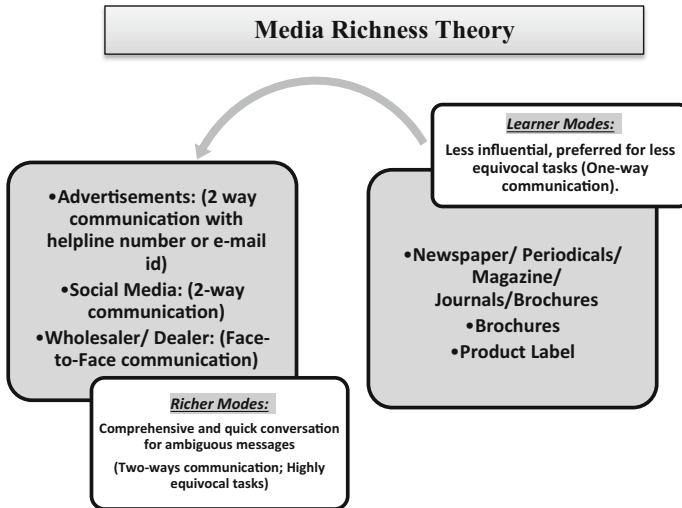 Media Richness Theory
Learner Modes:
Less influential, preferred for less
equivocal tasks (One-way
communication).
•Advertisements: (2 way
communication with
helpline number or e-mail
id)
•Social Media: (2-way
communication)
•Wholesaler/ Dealer: (Face-
to-Face communication)
•Newspaper/ Periodicals/
Magazine/
Journals/Brochures
•Brochures
•Product Label
Richer Modes:
Comprehensive and quick conversation
for ambiguous messages
(Two-ways communication; Highly
equivocal tasks)